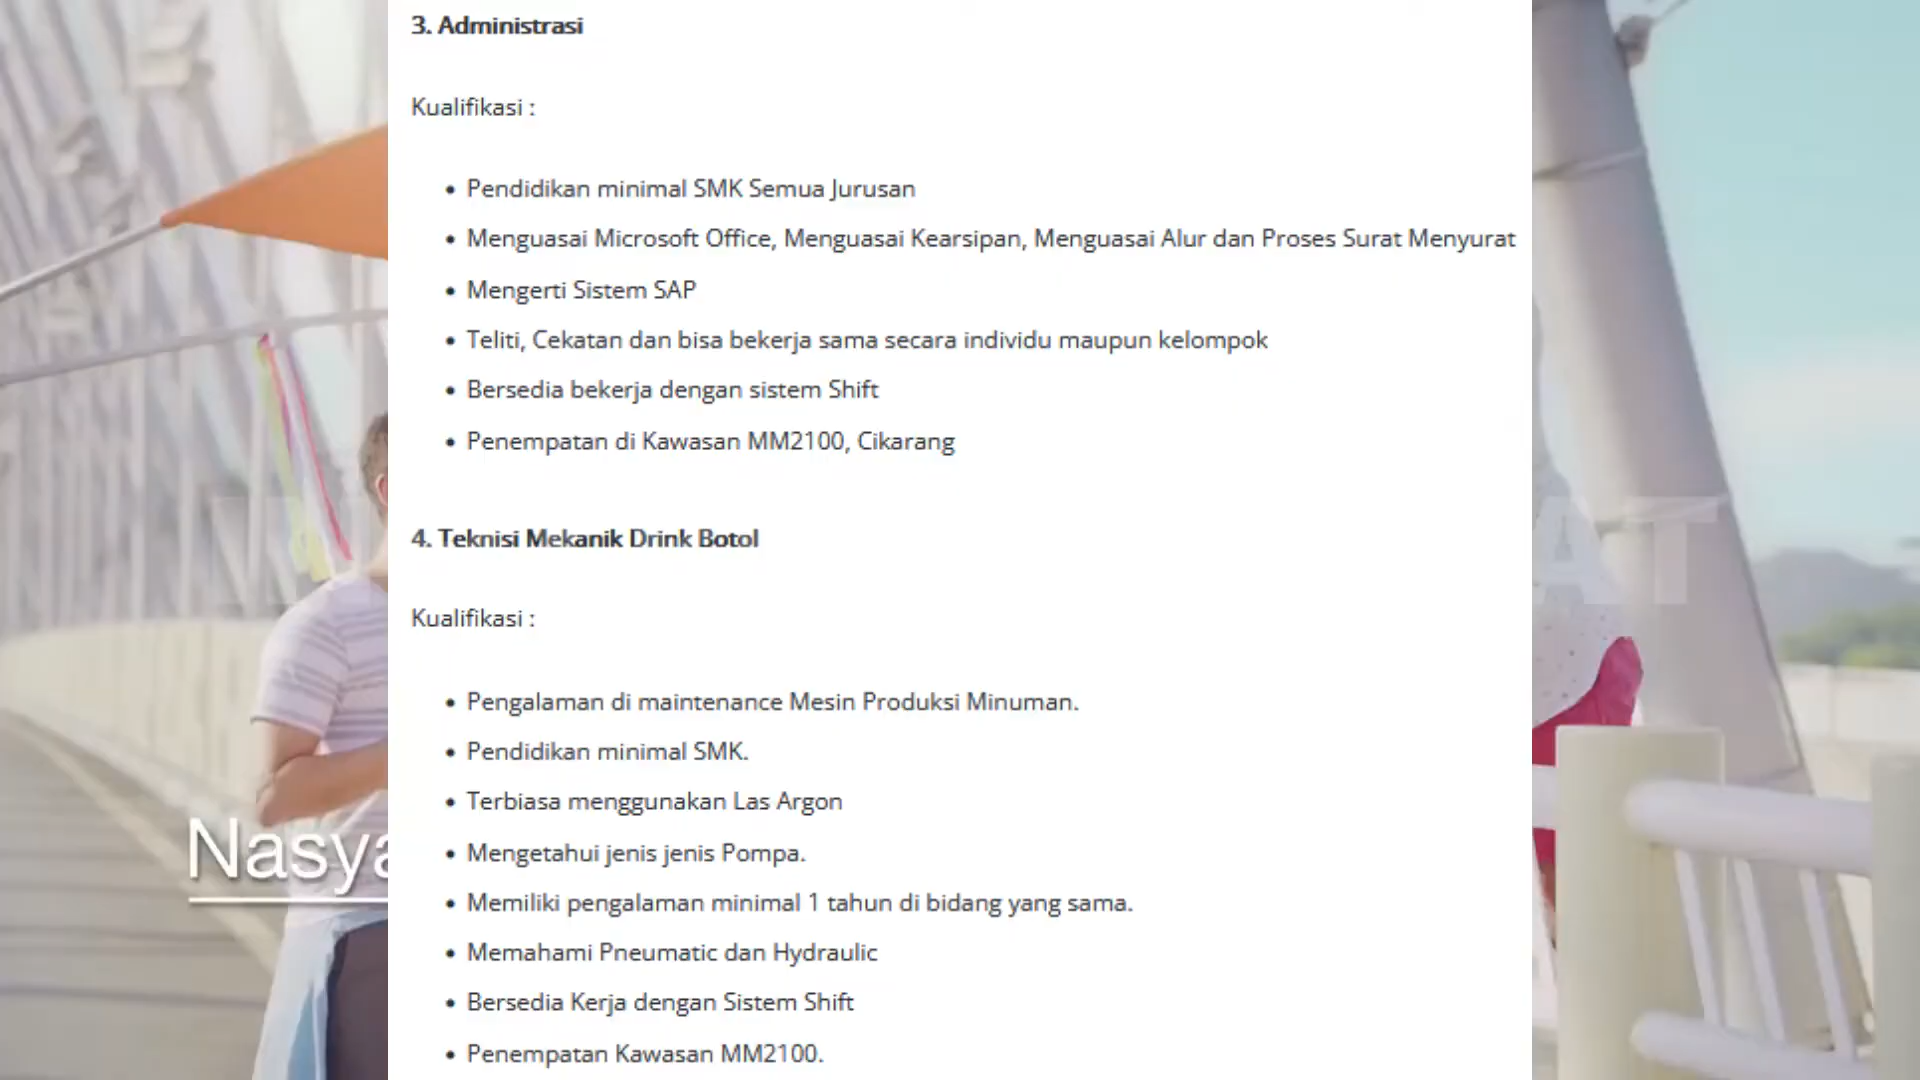 3. Administrasi
Kualifikasi :
• Pendidikan minimal SMK Semua Jurusan
• Menguasai Microsoft Office, Menguasai Kearsipan, Menguasai Alur dan Proses Surat Menyurat
• Mengerti Sistem SAP
• Teliti, Cekatan dan bisa bekerja sama secara individu maupun kelompok
• Bersedia bekerja dengan sistem Shift
• Penempatan di Kawasan MM2100, Cikarang
4. Teknisi Mekanik Drink Botol
Kualifikasi :
• Pengalaman di maintenance Mesin Produksi Minuman.
• Pendidikan minimal SMK.
• Terbiasa menggunakan Las Argon
• Mengetahui jenis jenis Pompa.
• Memiliki pengalaman minimal 1 tahun di bidang yang sama.
• Memahami Pneumatic dan Hydraulic
• Bersedia Kerja dengan Sistem Shift
• Penempatan Kawasan MM2100.
Nasya